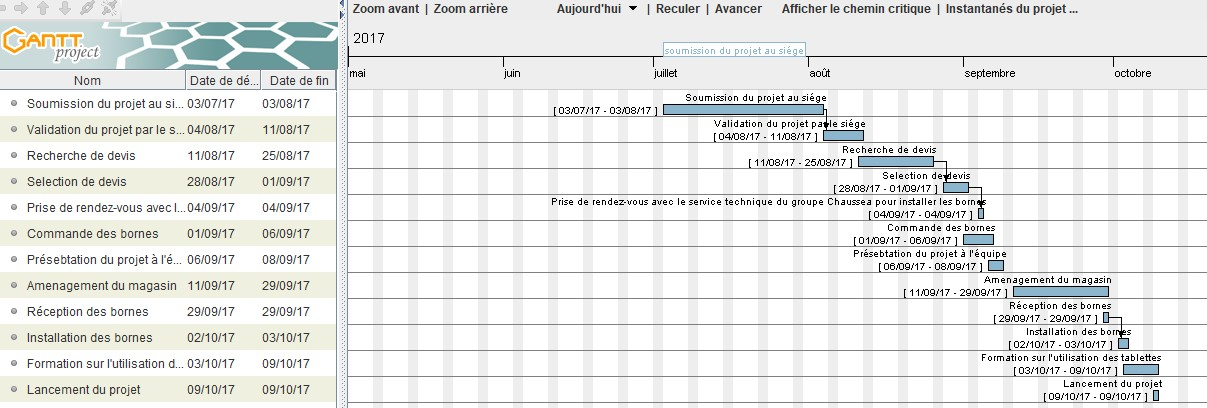 Zoom avant | Zoom arrière Aujourd'hui | Reculer | Avancer Afficher le chemin critique | Instantanés du projet ...
GANTT project
2017
soumission du projet au siége
mai juin juillet août septembre octobre
Nom Date de dé... Date de fin
Soumission du projet au si... 03/07/17 03/08/17
Validation du projet par le s... 04/08/17 11/08/17
Recherche de devis 11/08/17 25/08/17
Selection de devis 28/08/17 01/09/17
Prise de rendez-vous avec l... 04/09/17 04/09/17
Commande des bornes 01/09/17 06/09/17
Présebtation du projet à l'é... 06/09/17 08/09/17
Amenagement du magasin 11/09/17 29/09/17
Réception des bornes 29/09/17 29/09/17
Installation des bornes 02/10/17 03/10/17
Formation sur l'utilisation d... 03/10/17 09/10/17
Lancement du projet 09/10/17 09/10/17
Soumission du projet au siége
[ 03/07/17 - 03/08/17 ]
Validation du projet par le siége
[ 04/08/17 - 11/08/17 ]
Recherche de devis
[ 11/08/17 - 25/08/17 ]
Selection de devis
[ 28/08/17 - 01/09/17 ]
Prise de rendez-vous avec le service technique du groupe Chaussea pour installer les bornes
[ 04/09/17 - 04/09/17 ]
Commande des bornes
[ 01/09/17 - 06/09/17 ]
Présebtation du projet à l'équipe
[ 06/09/17 - 08/09/17 ]
Amenagement du magasin
[ 11/09/17 - 29/09/17 ]
Réception des bornes
[ 29/09/17 - 29/09/17 ]
Installation des bornes
[ 02/10/17 - 03/10/17 ]
Formation sur l'utilisation des tablettes
[ 03/10/17 - 09/10/17 ]
Lancement du projet
[ 09/10/17 - 09/10/17 ]